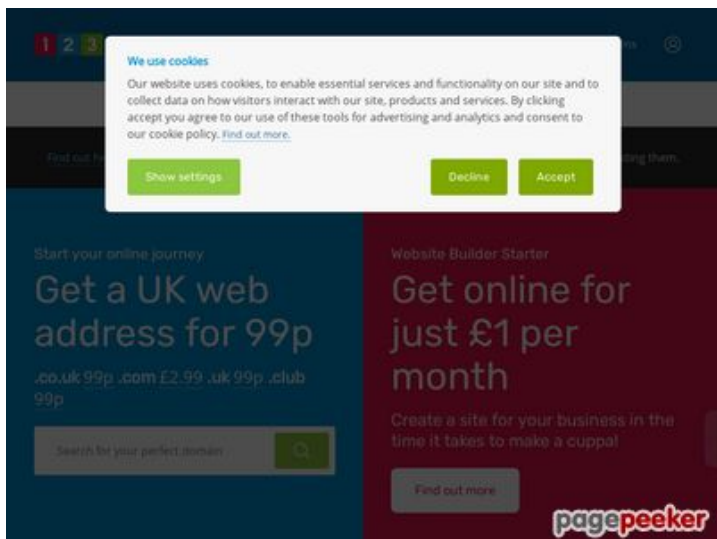 1 2 3
We use cookies
Our website uses cookies, to enable essential services and functionality on our site and to
collect data on how visitors interact with our site, products and services. By clicking
accept you agree to our use of these tools for advertising and analytics and consent to
our cookie policy. Find out more.
Show settings
Decline
Accept
Find out
them.
Start your online journey
Get a UK web
address for 99p
.co.uk 99p .com £2.99 .uk 99p .club
99p
Search for your perfect domain
Website Builder Starter
Get online for
just £1 per
month
Create a site for your business in the
time it takes to make a cuppa!
Find out more
pagepeeker